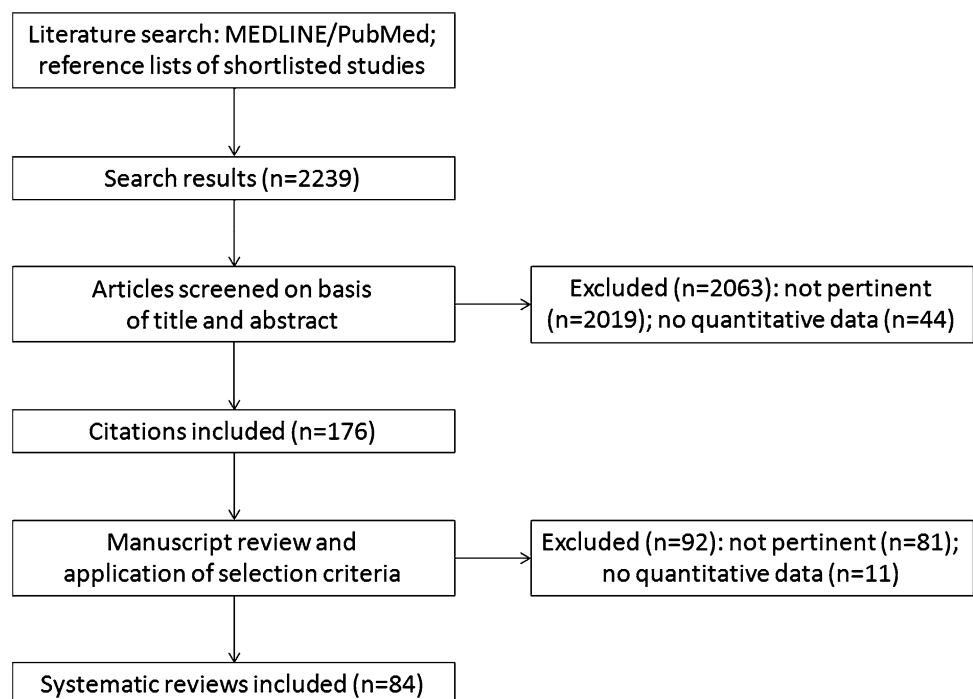 Literature search: MEDLINE/PubMed;
reference lists of shortlisted studies
Search results (n=2239)
Articles screened on basis
of title and abstract
Excluded (n=2063): not pertinent
(n=2019); no quantitative data (n=44)
Citations included (n=176)
Manuscript review and
application of selection criteria
Excluded (n=92): not pertinent (n=81);
no quantitative data (n=11)
Systematic reviews included (n=84)